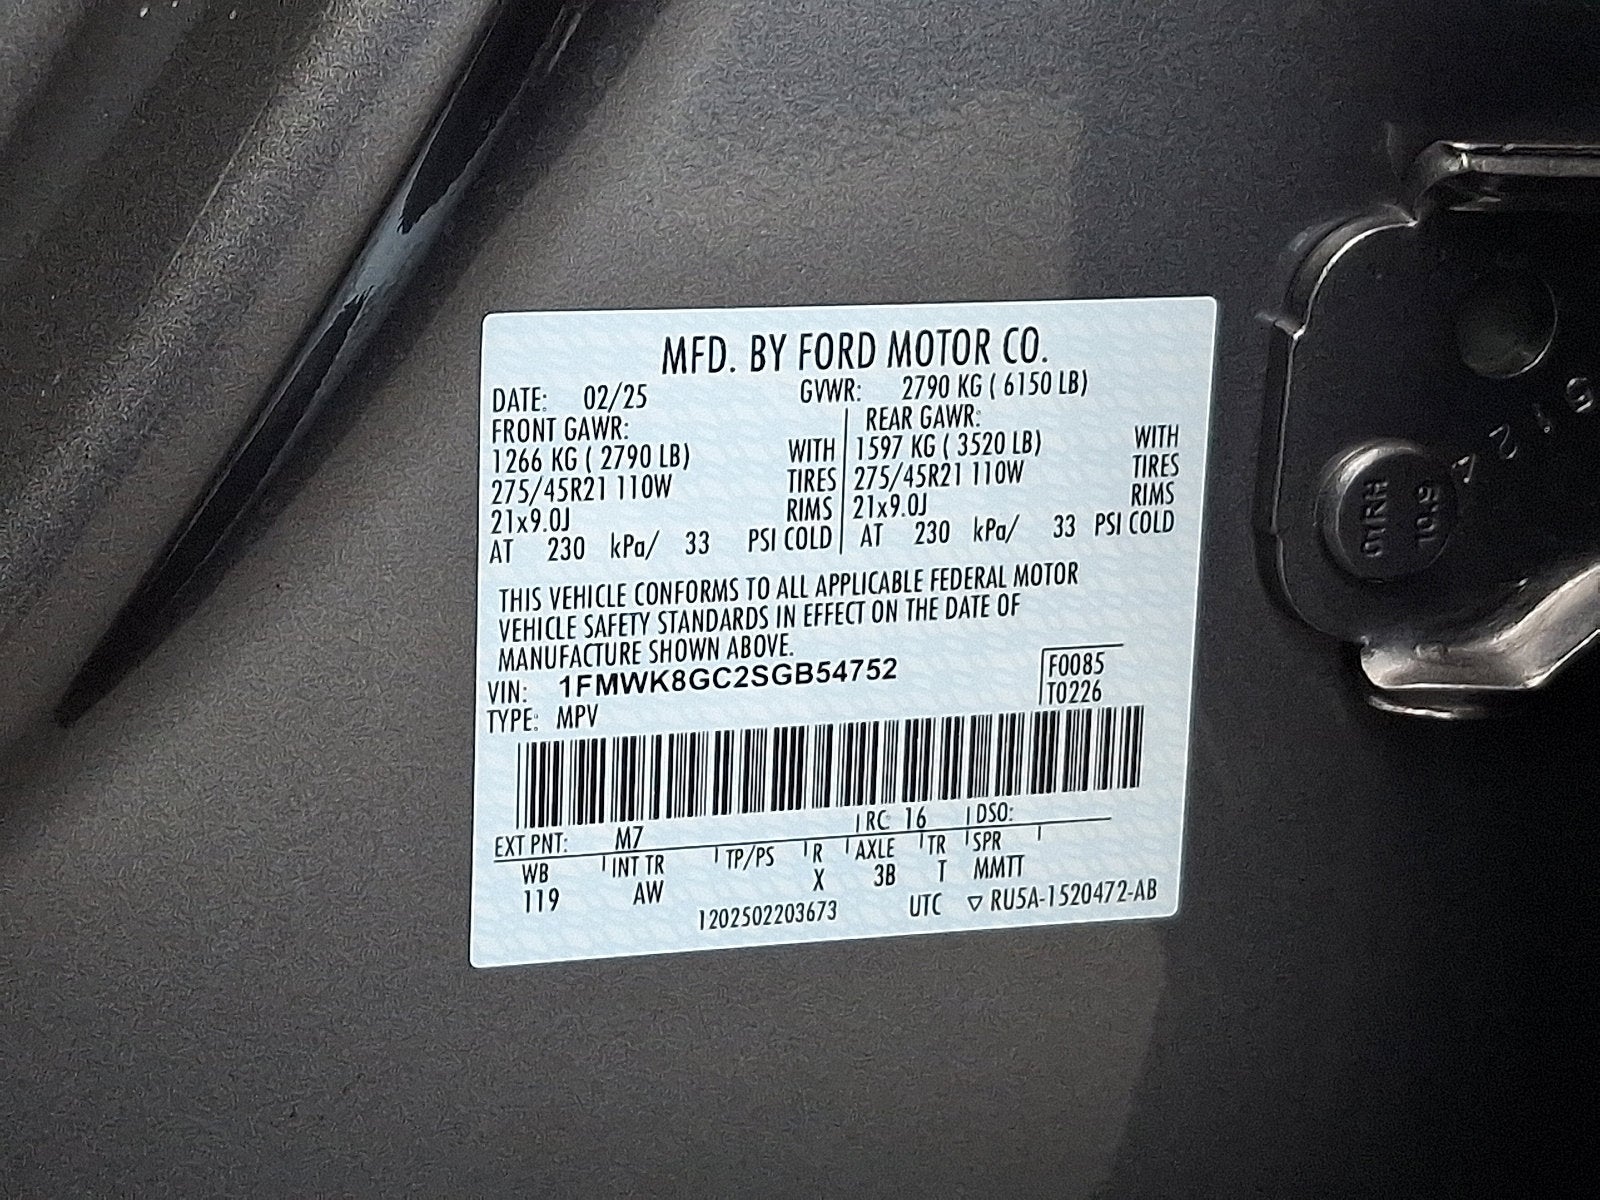 MFD. BY FORD MOTOR CO.
DATE: 02/25 GVWR: 2790 KG ( 6150 LB)
FRONT GAWR: REAR GAWR:
1266 KG ( 2790 LB) WITH 1597 KG ( 3520 LB) WITH
275/45R21 110W TIRES 275/45R21 110W TIRES
21x9.0J RIMS 21x9.0J RIMS
AT 230 kPa/ 33 PSI COLD AT 230 kPa/ 33 PSI COLD
THIS VEHICLE CONFORMS TO ALL APPLICABLE FEDERAL MOTOR
VEHICLE SAFETY STANDARDS IN EFFECT ON THE DATE OF
MANUFACTURE SHOWN ABOVE.
VIN: 1FMWK8GC2SGB54752 F0085
TYPE: MPV T0226
EXT PNT: M7 RC: 16 DSO:
WB INT TR TP/PS R AXLE TR SPR
119 AW X 3B T MMTT
1202502203673 UTC ▽ RU5A-1520472-AB
10.9